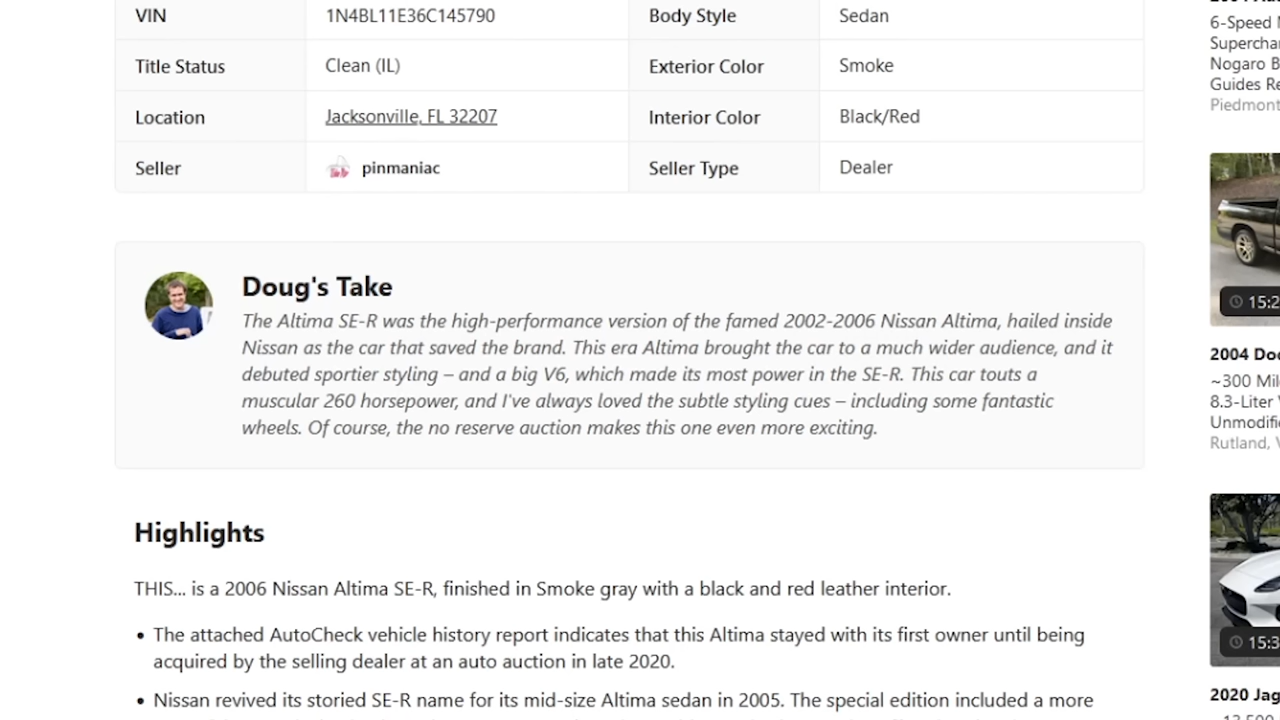 VIN 1N4BL11E36C145790 Body Style Sedan
Title Status Clean (IL) Exterior Color Smoke
Location Jacksonville, FL 32207 Interior Color Black/Red
Seller pinmaniac Seller Type Dealer
Doug's Take
The Altima SE-R was the high-performance version of the famed 2002-2006 Nissan Altima, hailed inside
Nissan as the car that saved the brand. This era Altima brought the car to a much wider audience, and it
debuted sportier styling – and a big V6, which made its most power in the SE-R. This car touts a
muscular 260 horsepower, and I've always loved the subtle styling cues – including some fantastic
wheels. Of course, the no reserve auction makes this one even more exciting.
Highlights
THIS... is a 2006 Nissan Altima SE-R, finished in Smoke gray with a black and red leather interior.
• The attached AutoCheck vehicle history report indicates that this Altima stayed with its first owner until being
acquired by the selling dealer at an auto auction in late 2020.
• Nissan revived its storied SE-R name for its mid-size Altima sedan in 2005. The special edition included a more
6-Speed
Supercha
Nogaro B
Guides Re
Piedmont
15:2
2004 Do
~300 Mil
8.3-Liter
Unmodifi
Rutland,
15:3
2020 Jag